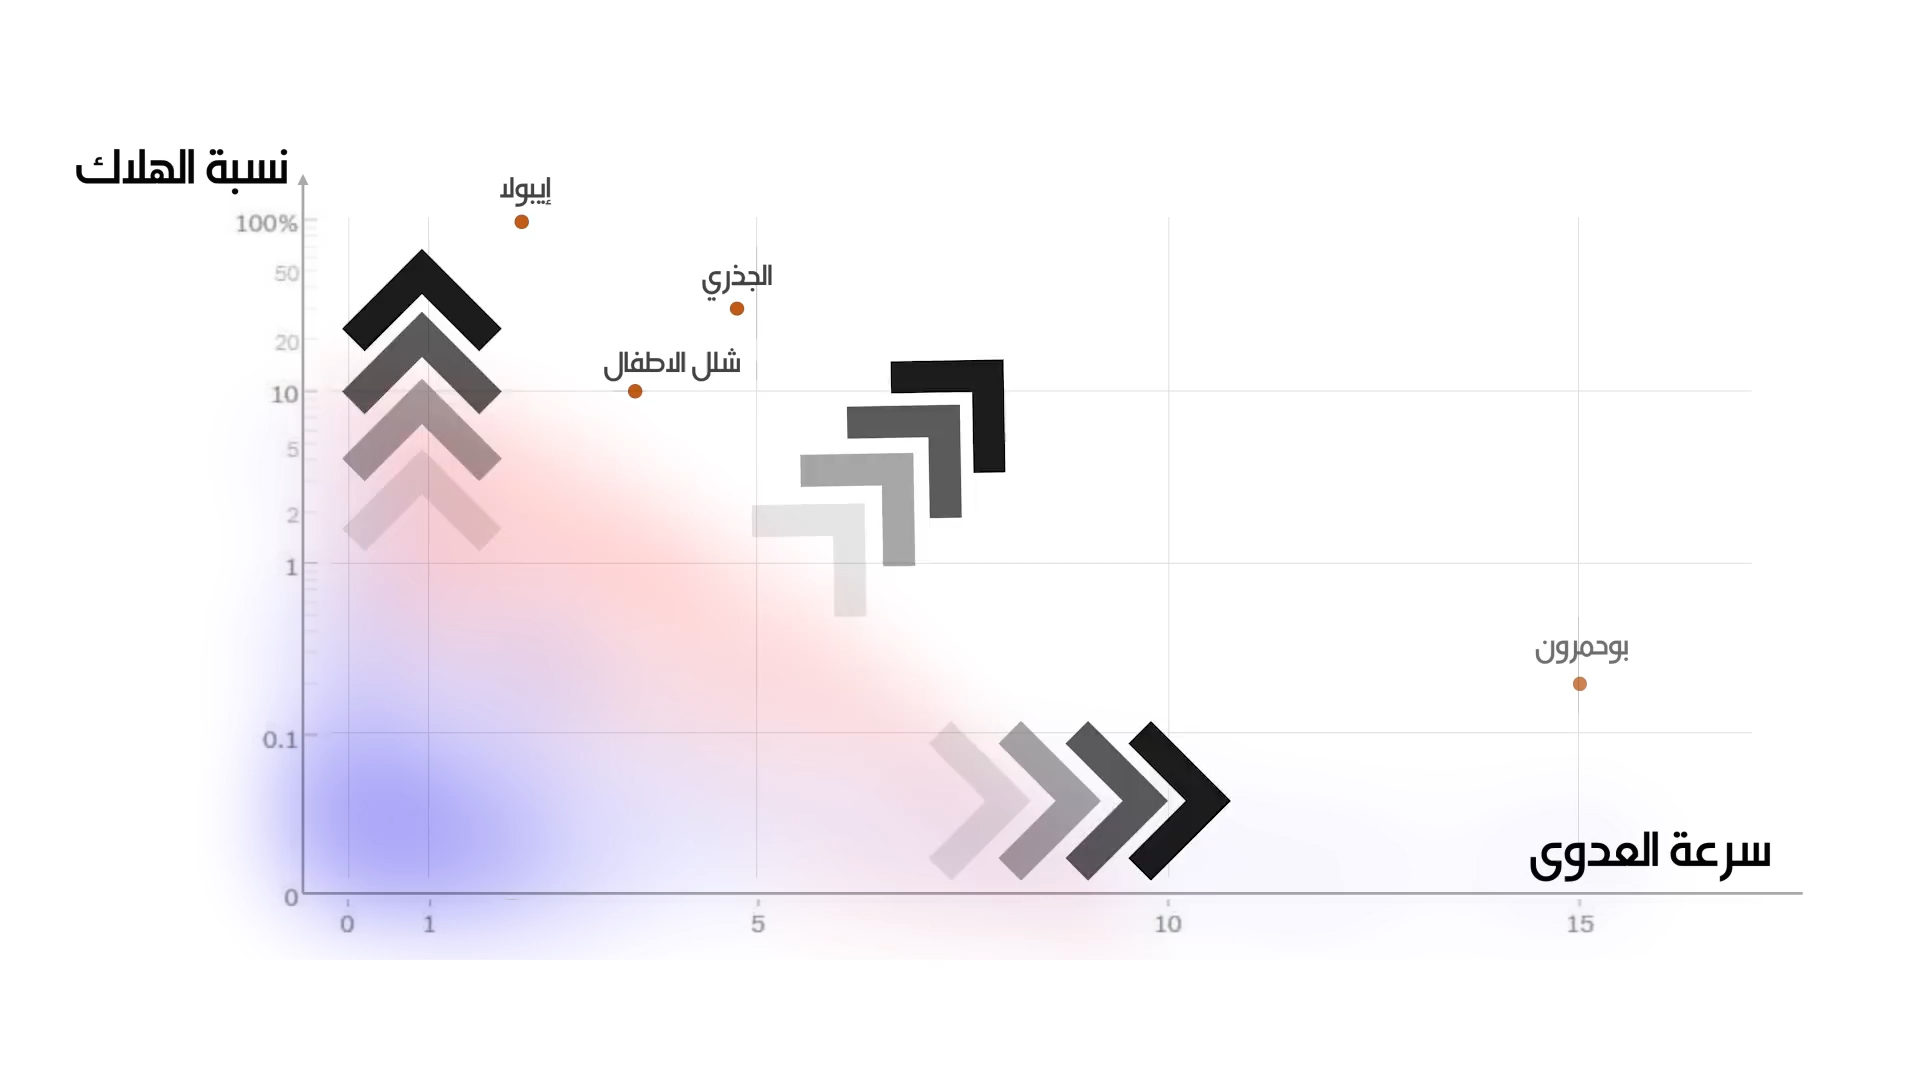 نسبة الهلاك
إيبولا
100%
50
الجذري
20
شلل الاطفال
10
5
2
1
بوحمرون
0.1
سرعة العدوى
0
0
1
5
10
15